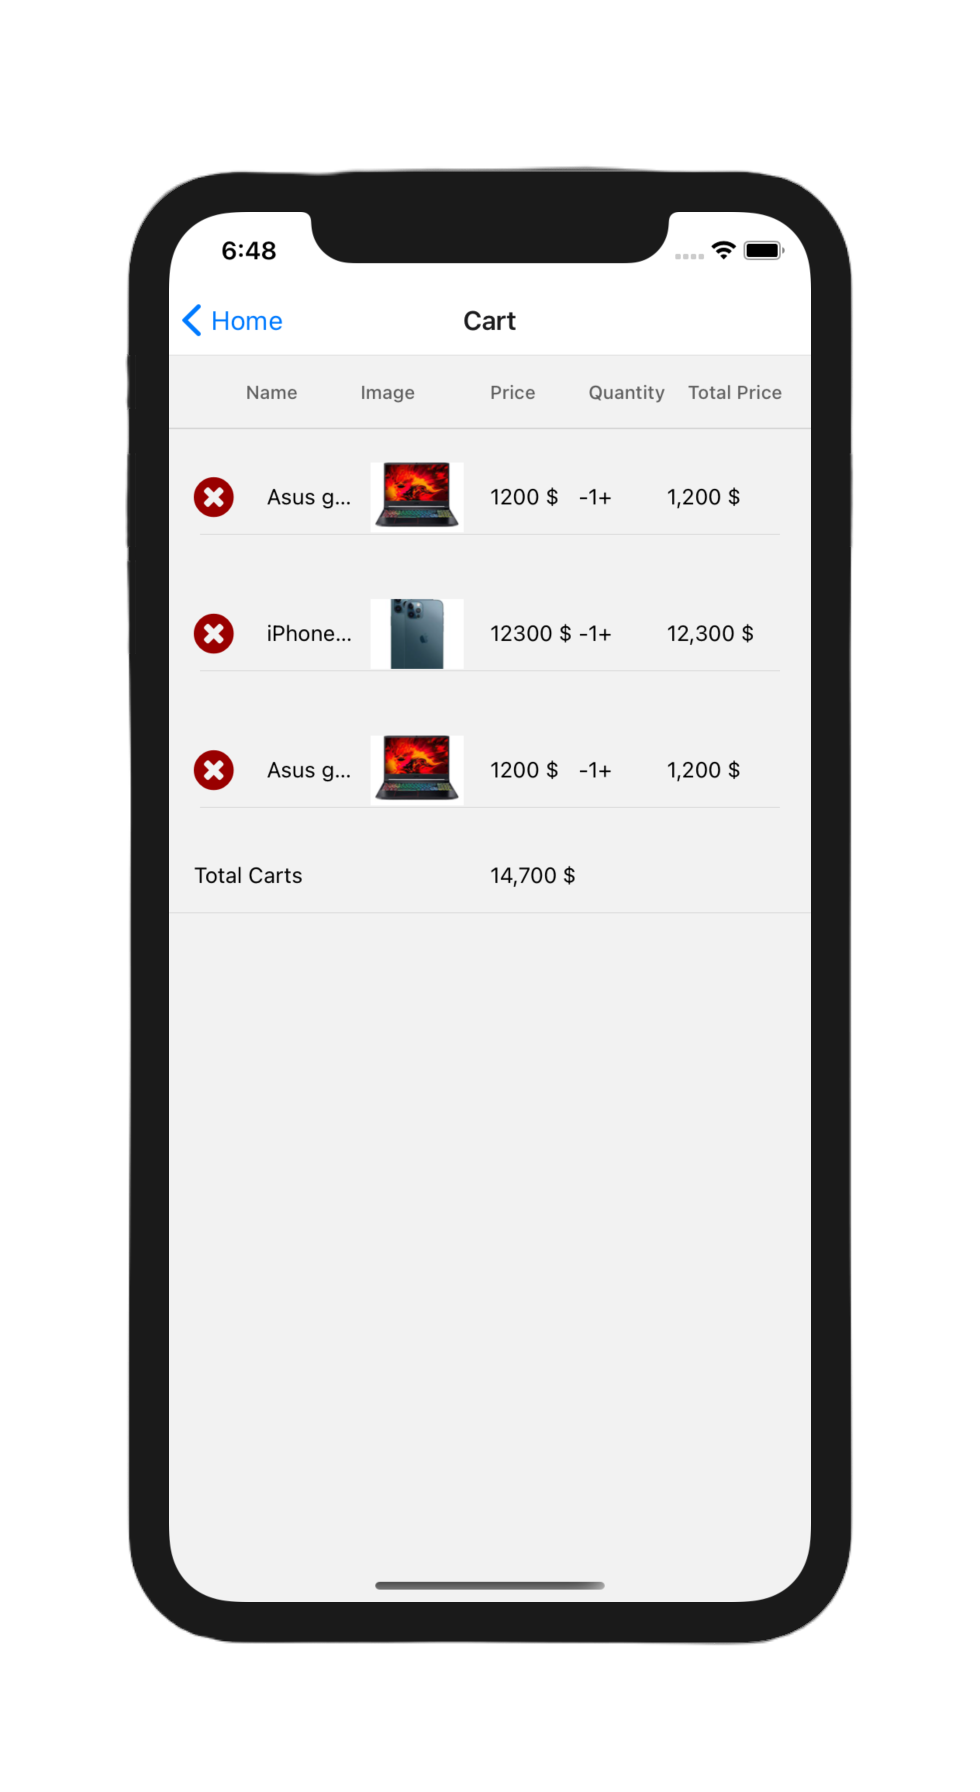 6:48
Home Cart
Name Image Price Quantity Total Price
Asus g... 1200 $ -1+ 1,200 $
iPhone... 12300 $ -1+ 12,300 $
Asus g... 1200 $ -1+ 1,200 $
Total Carts 14,700 $